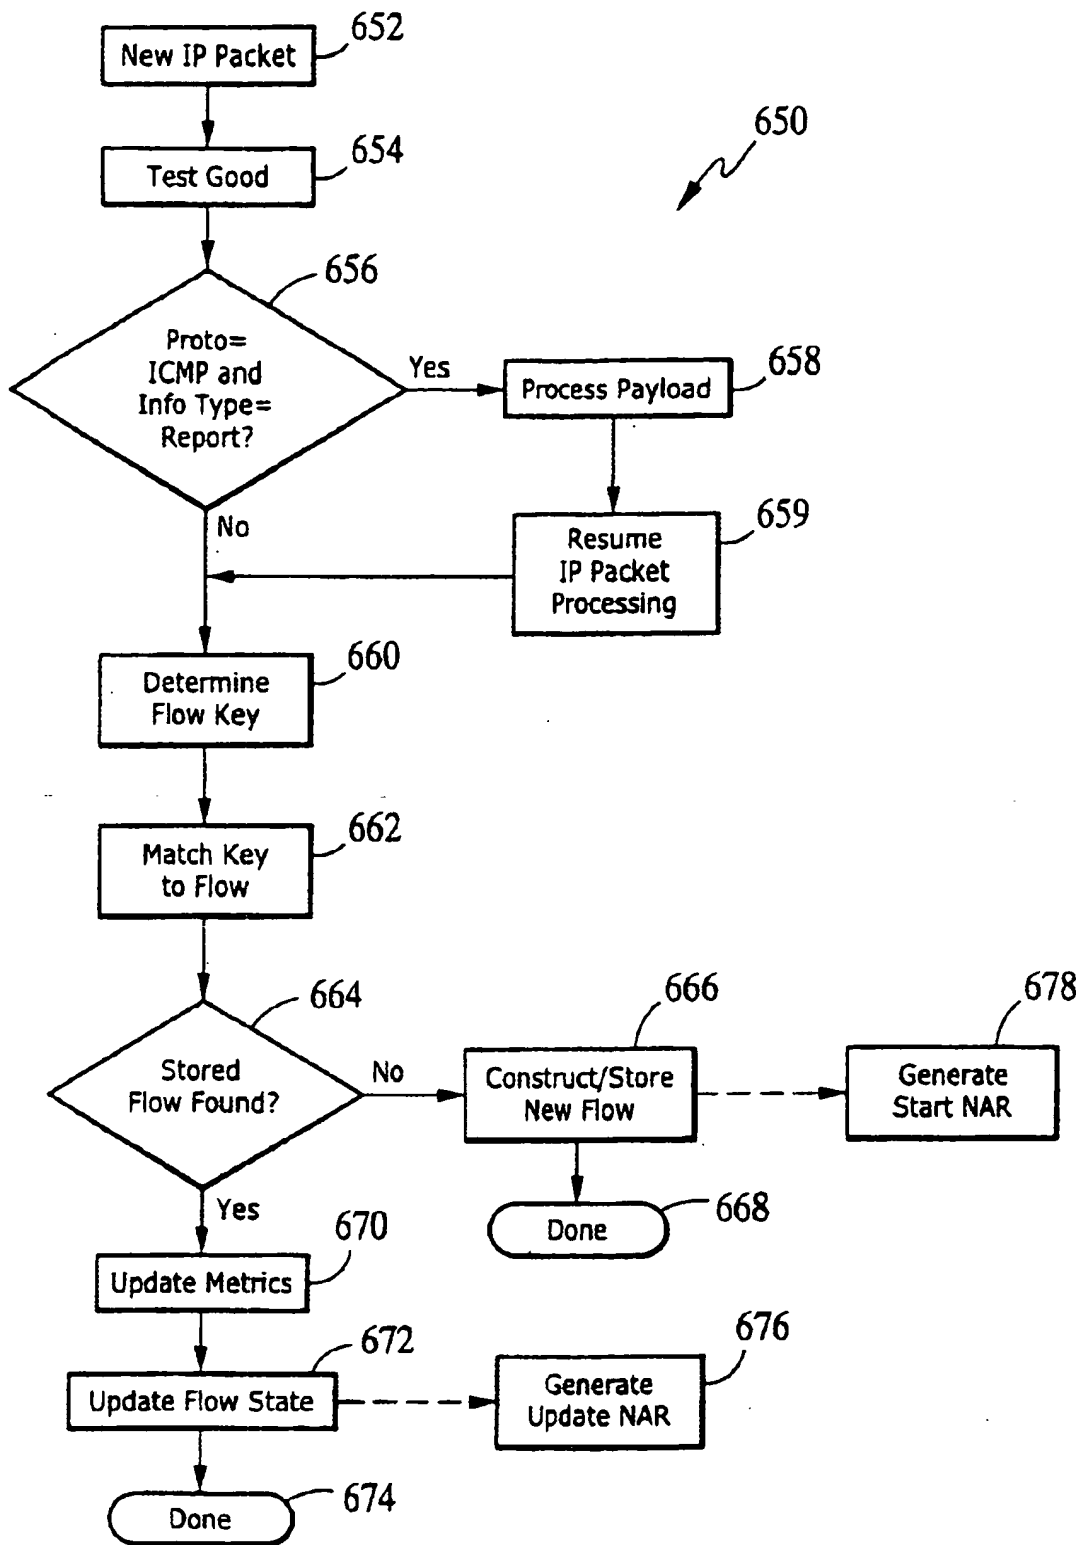 652
New IP Packet
650
654
Test Good
656
Proto=
ICMP and
Info Type=
Report?
Yes
658
Process Payload
No
659
Resume
IP Packet
Processing
660
Determine
Flow Key
662
Match Key
to Flow
664
Stored
Flow Found?
No
666
Construct/Store
New Flow
678
Generate
Start NAR
Yes
668
Done
670
Update Metrics
672
Update Flow State
676
Generate
Update NAR
674
Done